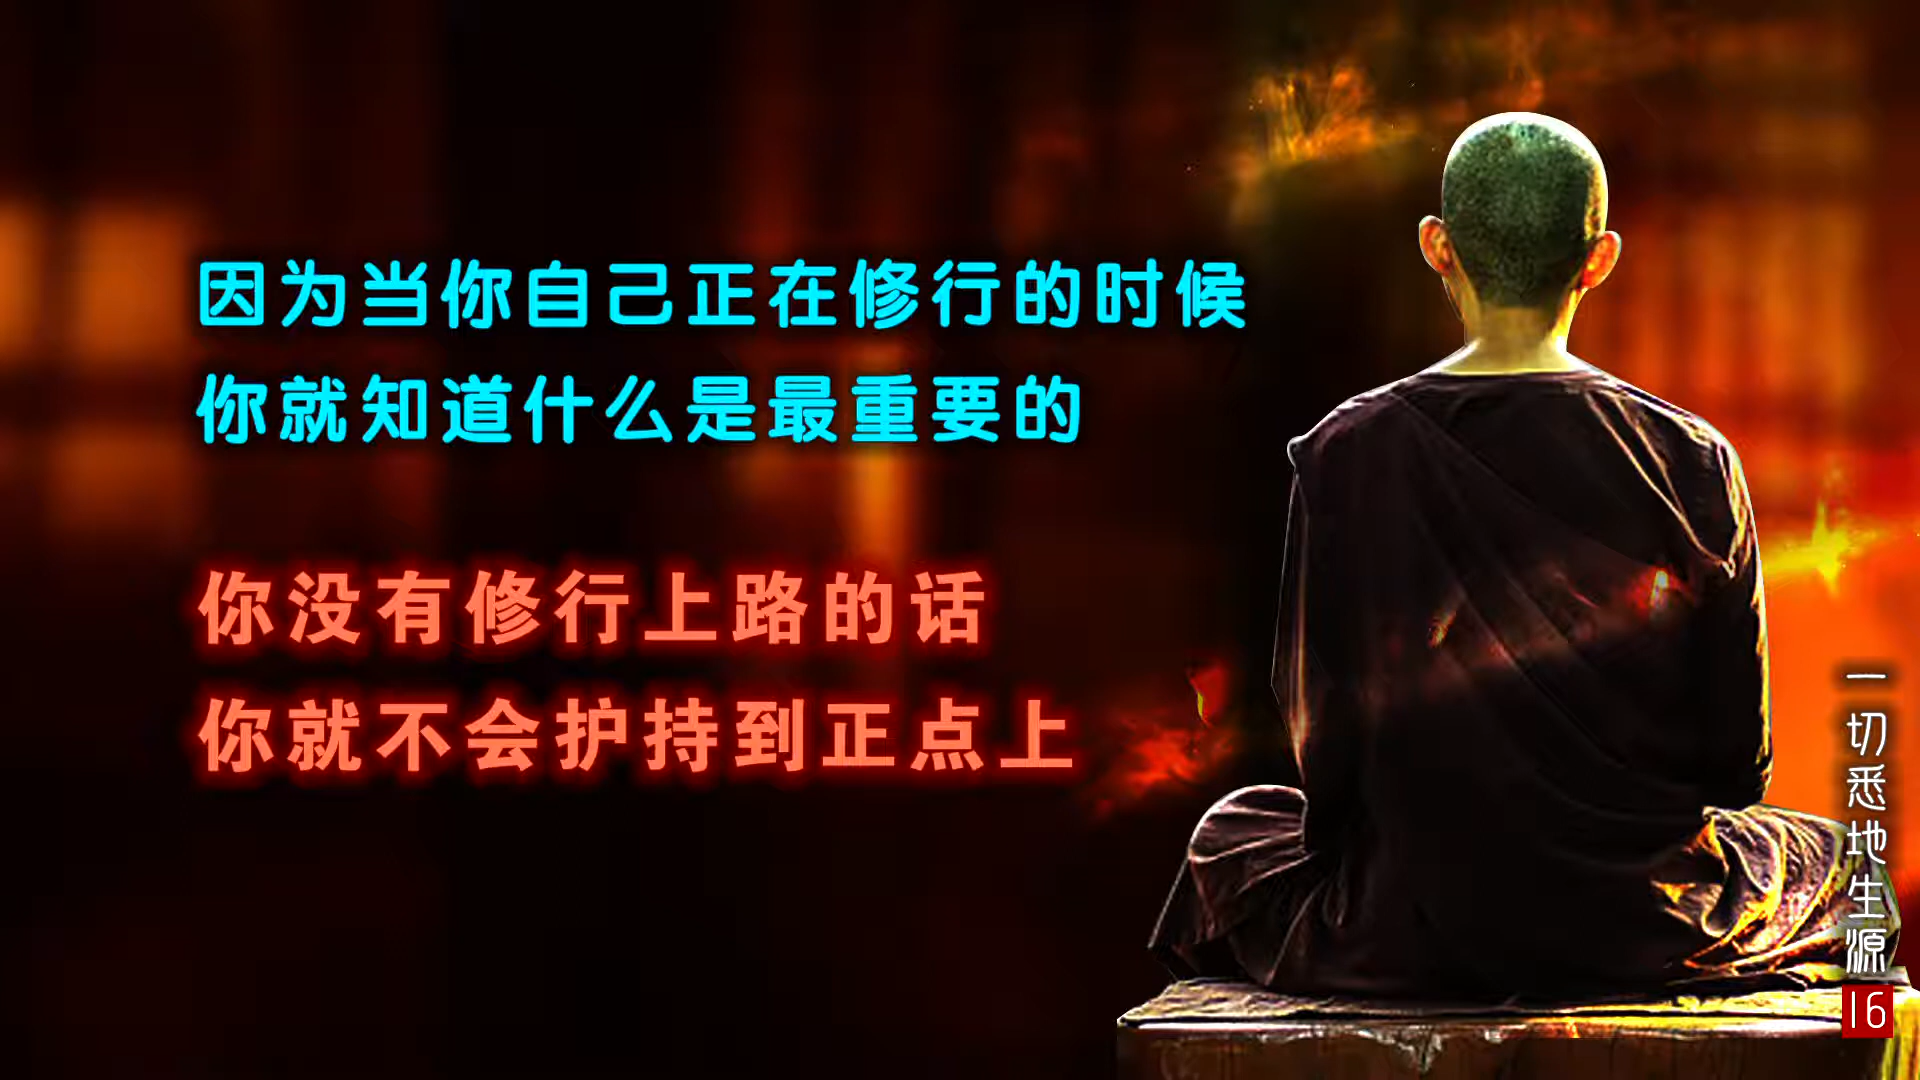 因为当你自己正在修行的时候
你就知道什么是最重要的
你没有修行上路的话
你就不会护持到正点上
一切悉地生源
16